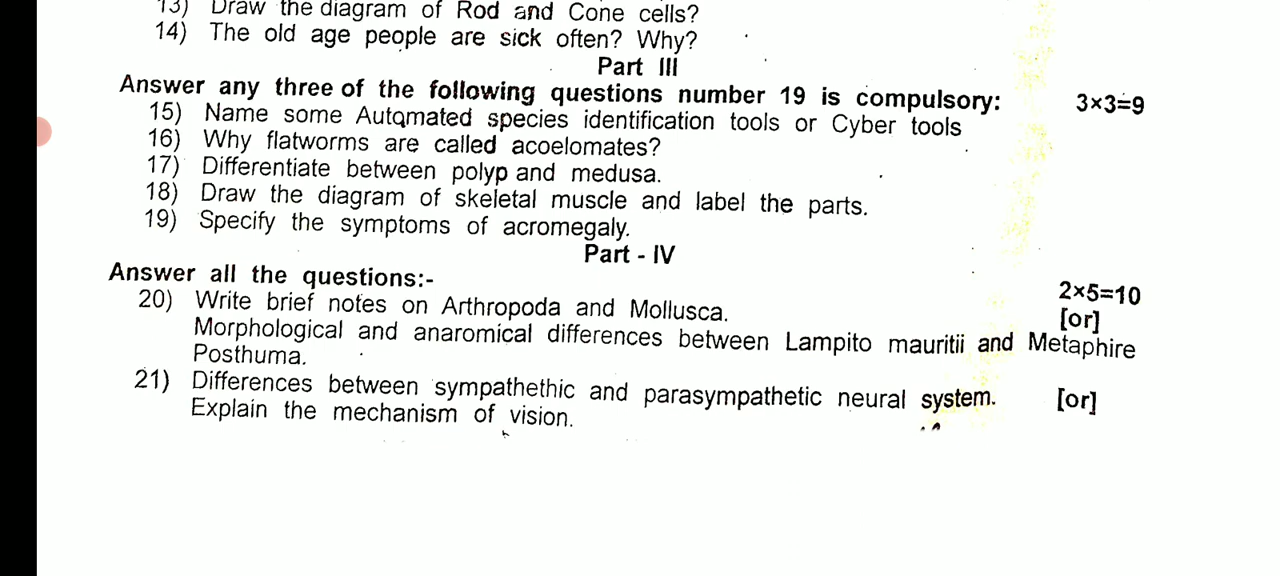 13) Draw the diagram of Rod and Cone cells?
14) The old age people are sick often? Why?
Part III
Answer any three of the following questions number 19 is compulsory: 3×3=9
15) Name some Automated species identification tools or Cyber tools
16) Why flatworms are called acoelomates?
17) Differentiate between polyp and medusa.
18) Draw the diagram of skeletal muscle and label the parts.
19) Specify the symptoms of acromegaly.
Part - IV
Answer all the questions:- 2×5=10
20) Write brief notes on Arthropoda and Mollusca. [or]
Morphological and anaromical differences between Lampito mauritii and Metaphire
Posthuma.
21) Differences between sympathethic and parasympathetic neural system. [or]
Explain the mechanism of vision.